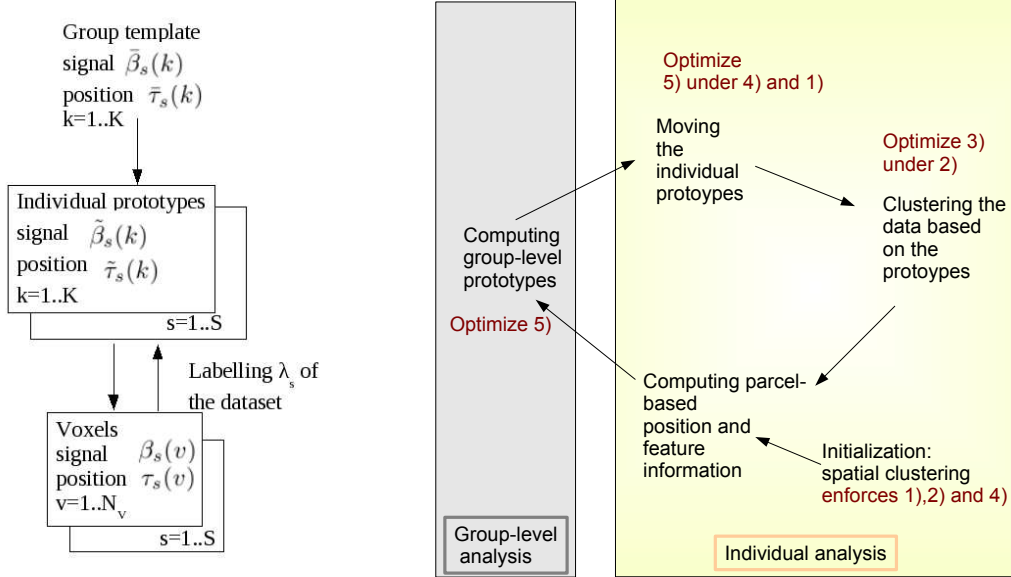 Group template
signal β̄ₛ(k)
position τ̄ₛ(k)
k=1..K
Individual prototypes
signal β̃ₛ(k)
position τ̃ₛ(k)
k=1..K
s=1..S
Labelling λₛ of
the dataset
Voxels
signal βₛ(v)
position τₛ(v)
v=1..Nᵥ
s=1..S
Computing
group-level
prototypes
Optimize 5)
Group-level
analysis
Optimize
5) under 4) and 1)
Moving
the
individual
protoypes
Optimize 3)
under 2)
Clustering the
data based
on the
protoypes
Computing parcel-
based
position and
feature
information
Initialization:
spatial clustering
enforces 1),2) and 4)
Individual analysis